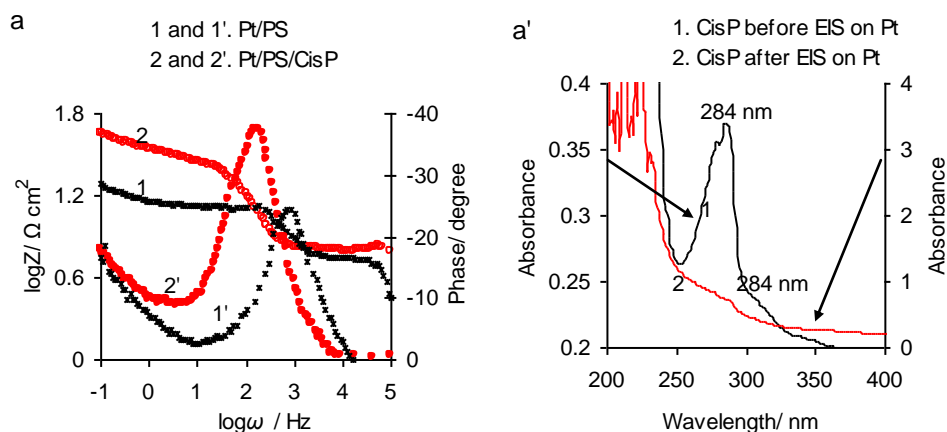 a
1 and 1'. Pt/PS
2 and 2'. Pt/PS/CisP
1.8
1.2
0.6
0
logZ/ Ω cm²
-40
-30
-20
-10
0
Phase/ degree
2
1
2'
1'
-1 0 1 2 3 4 5
logω / Hz
a'
1. CisP before EIS on Pt
2. CisP after EIS on Pt
0.4
0.35
0.3
0.25
0.2
Absorbance
4
3
2
1
0
Absorbance
284 nm
1
2
284 nm
200 250 300 350 400
Wavelength/ nm